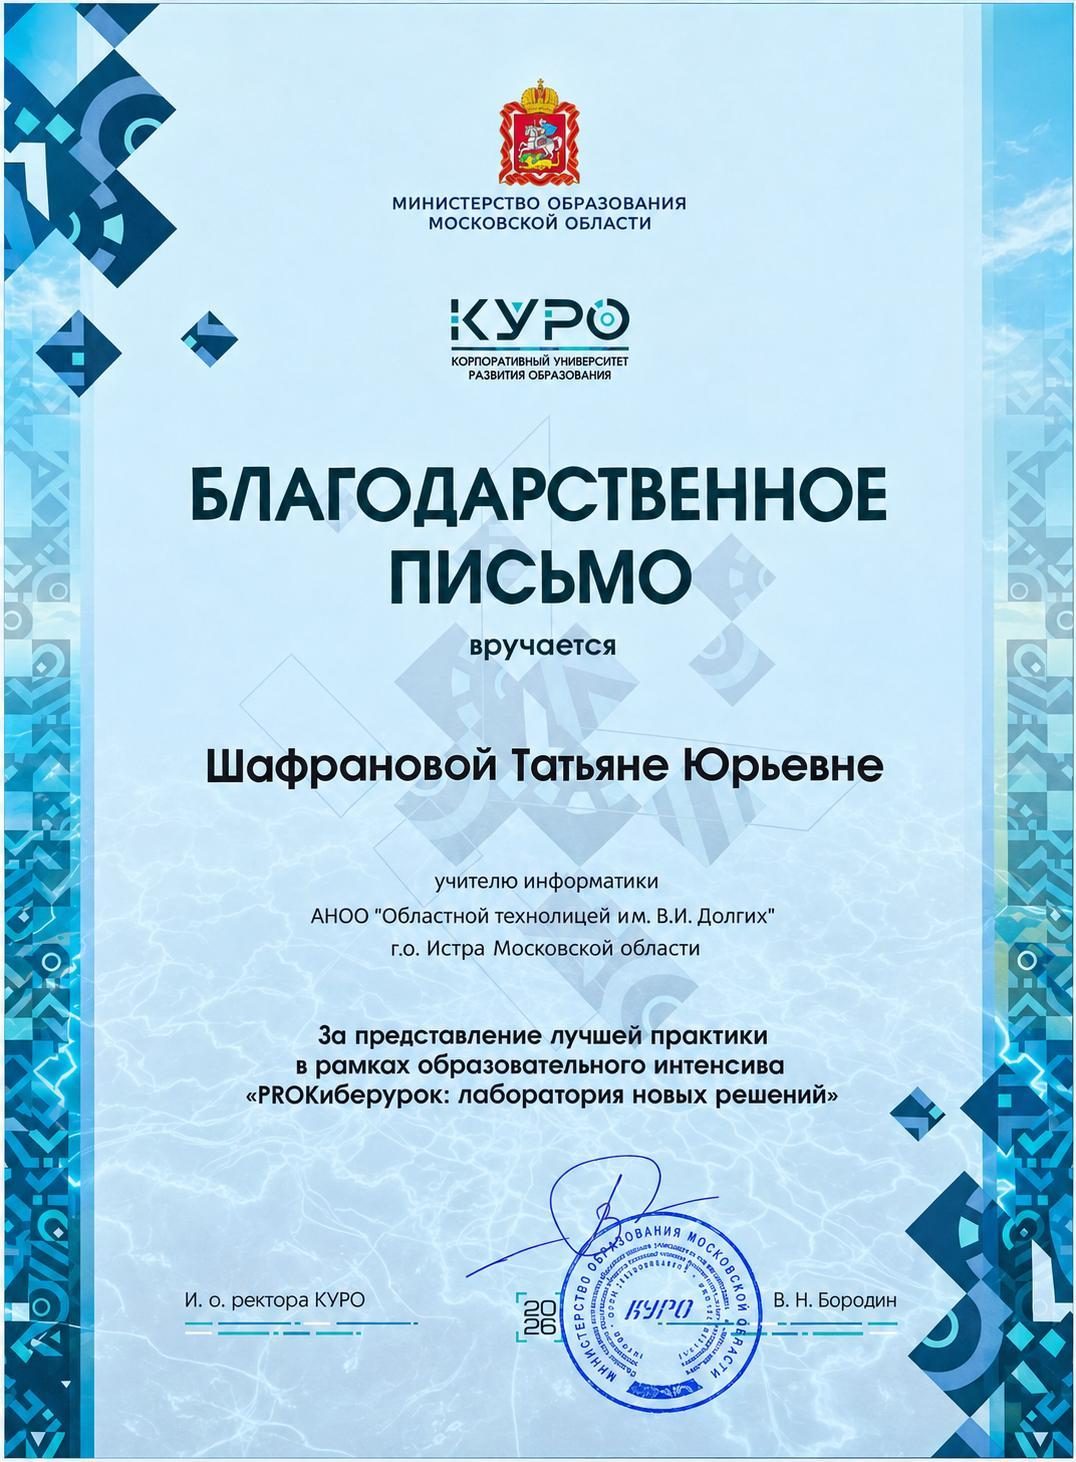 МИНИСТЕРСТВО ОБРАЗОВАНИЯ
МОСКОВСКОЙ ОБЛАСТИ
КУРО
КОРПОРАТИВНЫЙ УНИВЕРСИТЕТ
РАЗВИТИЯ ОБРАЗОВАНИЯ
БЛАГОДАРСТВЕННОЕ
ПИСЬМО
вручается
Шафрановой Татьяне Юрьевне
учителю информатики
АНОО "Областной технолицей им. В.И. Долгих"
г.о. Истра Московской области
За представление лучшей практики
в рамках образовательного интенсива
«PROКиберурок: лаборатория новых решений»
И. о. ректора КУРО
В. Н. Бородин
МИНИСТЕРСТВО ОБРАЗОВАНИЯ МОСКОВСКОЙ ОБЛАСТИ
КУРО